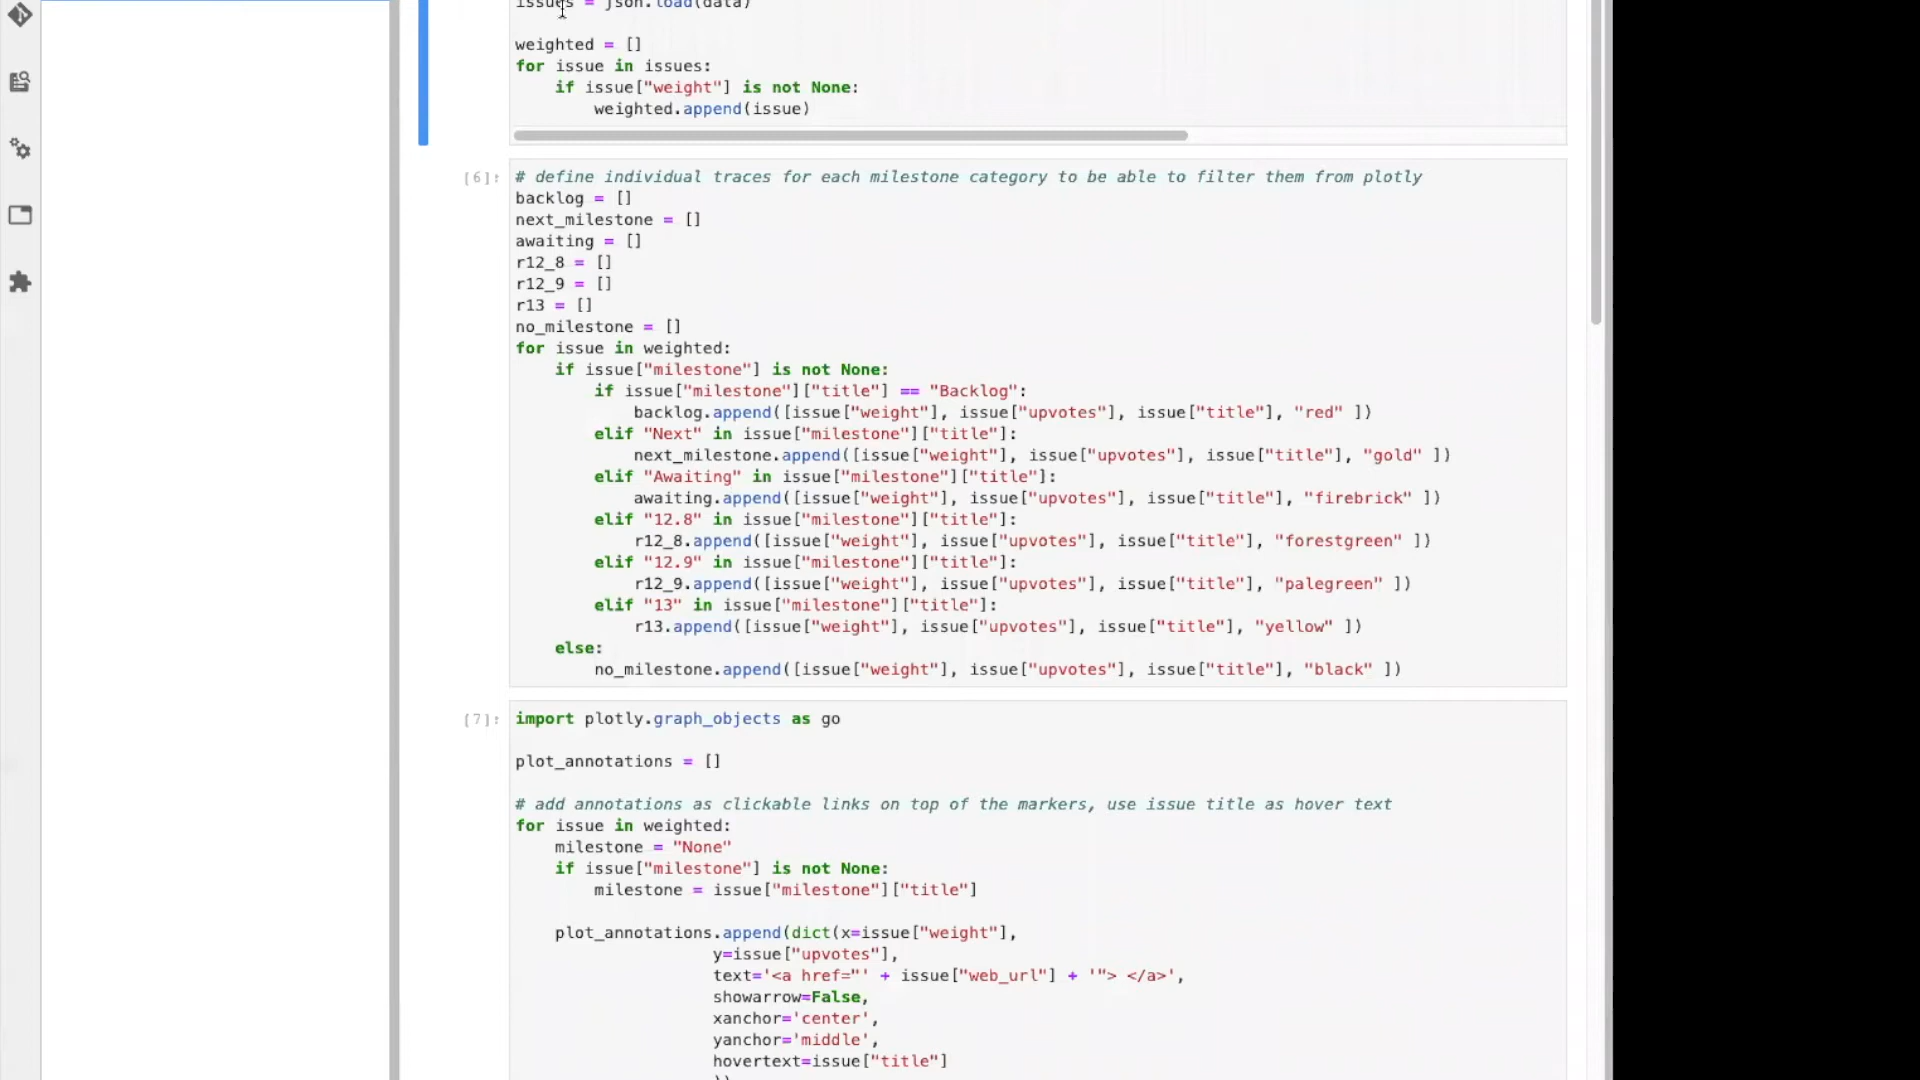 issues = json.load(data)
weighted = []
for issue in issues:
    if issue["weight"] is not None:
        weighted.append(issue)
[6]:
# define individual traces for each milestone category to be able to filter them from plotly
backlog = []
next_milestone = []
awaiting = []
r12_8 = []
r12_9 = []
r13 = []
no_milestone = []
for issue in weighted:
    if issue["milestone"] is not None:
        if issue["milestone"]["title"] == "Backlog":
            backlog.append([issue["weight"], issue["upvotes"], issue["title"], "red" ])
        elif "Next" in issue["milestone"]["title"]:
            next_milestone.append([issue["weight"], issue["upvotes"], issue["title"], "gold" ])
        elif "Awaiting" in issue["milestone"]["title"]:
            awaiting.append([issue["weight"], issue["upvotes"], issue["title"], "firebrick" ])
        elif "12.8" in issue["milestone"]["title"]:
            r12_8.append([issue["weight"], issue["upvotes"], issue["title"], "forestgreen" ])
        elif "12.9" in issue["milestone"]["title"]:
            r12_9.append([issue["weight"], issue["upvotes"], issue["title"], "palegreen" ])
        elif "13" in issue["milestone"]["title"]:
            r13.append([issue["weight"], issue["upvotes"], issue["title"], "yellow" ])
    else:
        no_milestone.append([issue["weight"], issue["upvotes"], issue["title"], "black" ])
[7]:
import plotly.graph_objects as go
plot_annotations = []
# add annotations as clickable links on top of the markers, use issue title as hover text
for issue in weighted:
    milestone = "None"
    if issue["milestone"] is not None:
        milestone = issue["milestone"]["title"]
    plot_annotations.append(dict(x=issue["weight"],
                    y=issue["upvotes"],
                    text='<a href="' + issue["web_url"] + '"> </a>',
                    showarrow=False,
                    xanchor='center',
                    yanchor='middle',
                    hovertext=issue["title"]
                    ))